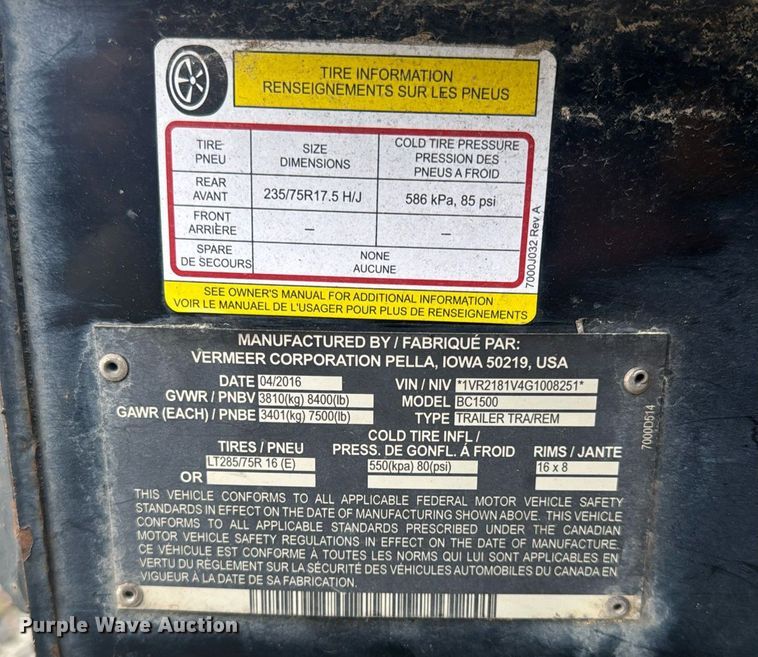 TIRE INFORMATION
RENSEIGNEMENTS SUR LES PNEUS
TIRE PNEU SIZE DIMENSIONS COLD TIRE PRESSURE PRESSION DES PNEUS A FROID
REAR AVANT 235/75R17.5 H/J 586 kPa, 85 psi
FRONT ARRIÈRE – –
SPARE DE SECOURS NONE AUCUNE
7000J032 Rev A
SEE OWNER'S MANUAL FOR ADDITIONAL INFORMATION
VOIR LE MANUAEL DE L'USAGER POUR PLUS DE RENSEIGNEMENTS
MANUFACTURED BY / FABRIQUÉ PAR:
VERMEER CORPORATION PELLA, IOWA 50219, USA
DATE 04/2016 VIN / NIV *1VR2181V4G1008251*
GVWR / PNBV 3810(kg) 8400(lb) MODEL BC1500
GAWR (EACH) / PNBE 3401(kg) 7500(lb) TYPE TRAILER TRA/REM
7000D514
COLD TIRE INFL /
TIRES / PNEU PRESS. DE GONFL. Á FROID RIMS / JANTE
LT285/75R 16 (E) 550(kpa) 80(psi) 16 x 8
OR
THIS VEHICLE CONFORMS TO ALL APPLICABLE FEDERAL MOTOR VEHICLE SAFETY
STANDARDS IN EFFECT ON THE DATE OF MANUFACTURING SHOWN ABOVE. THIS VEHICLE
CONFORMS TO ALL APPLICABLE STANDARDS PRESCRIBED UNDER THE CANADIAN
MOTOR VEHICLE SAFETY REGULATIONS IN EFFECT ON THE DATE OF MANUFACTURE.
CE VÉHICULE EST CONFORME À TOUTES LES NORMS QUI LUI SONT APPLICABLES EN
VERTU DU RÈGLEMENT SUR LA SÉCURITÉ DES VÉHICULES AUTOMOBILES DU CANADA EN
VIGUEUR À LA DATE DE SA FABRICATION.
Purple Wave Auction